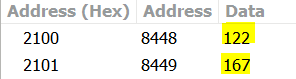 Address (Hex) Address Data
2100 8448 122
2101 8449 167